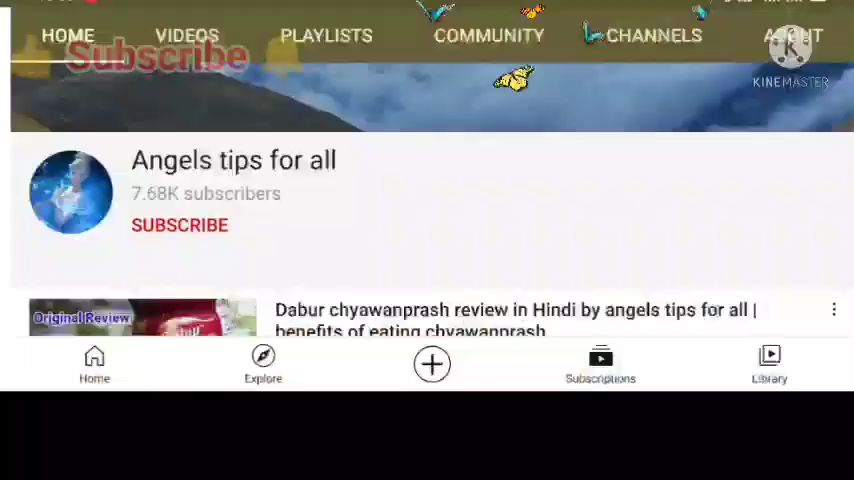 HOME VIDEOS PLAYLISTS COMMUNITY CHANNELS ABOUT
Subscribe
KINEMASTER
Angels tips for all
7.68K subscribers
SUBSCRIBE
Original Review
Dabur chyawanprash review in Hindi by angels tips for all |
benefits of eating chyawanprash
Home Explore Subscriptions Library